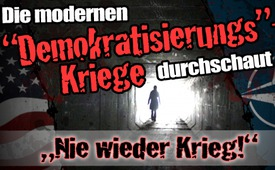 Die modernen
“Demokratisierungs”
Kriege durchschaut
„Nie wieder Krieg!“